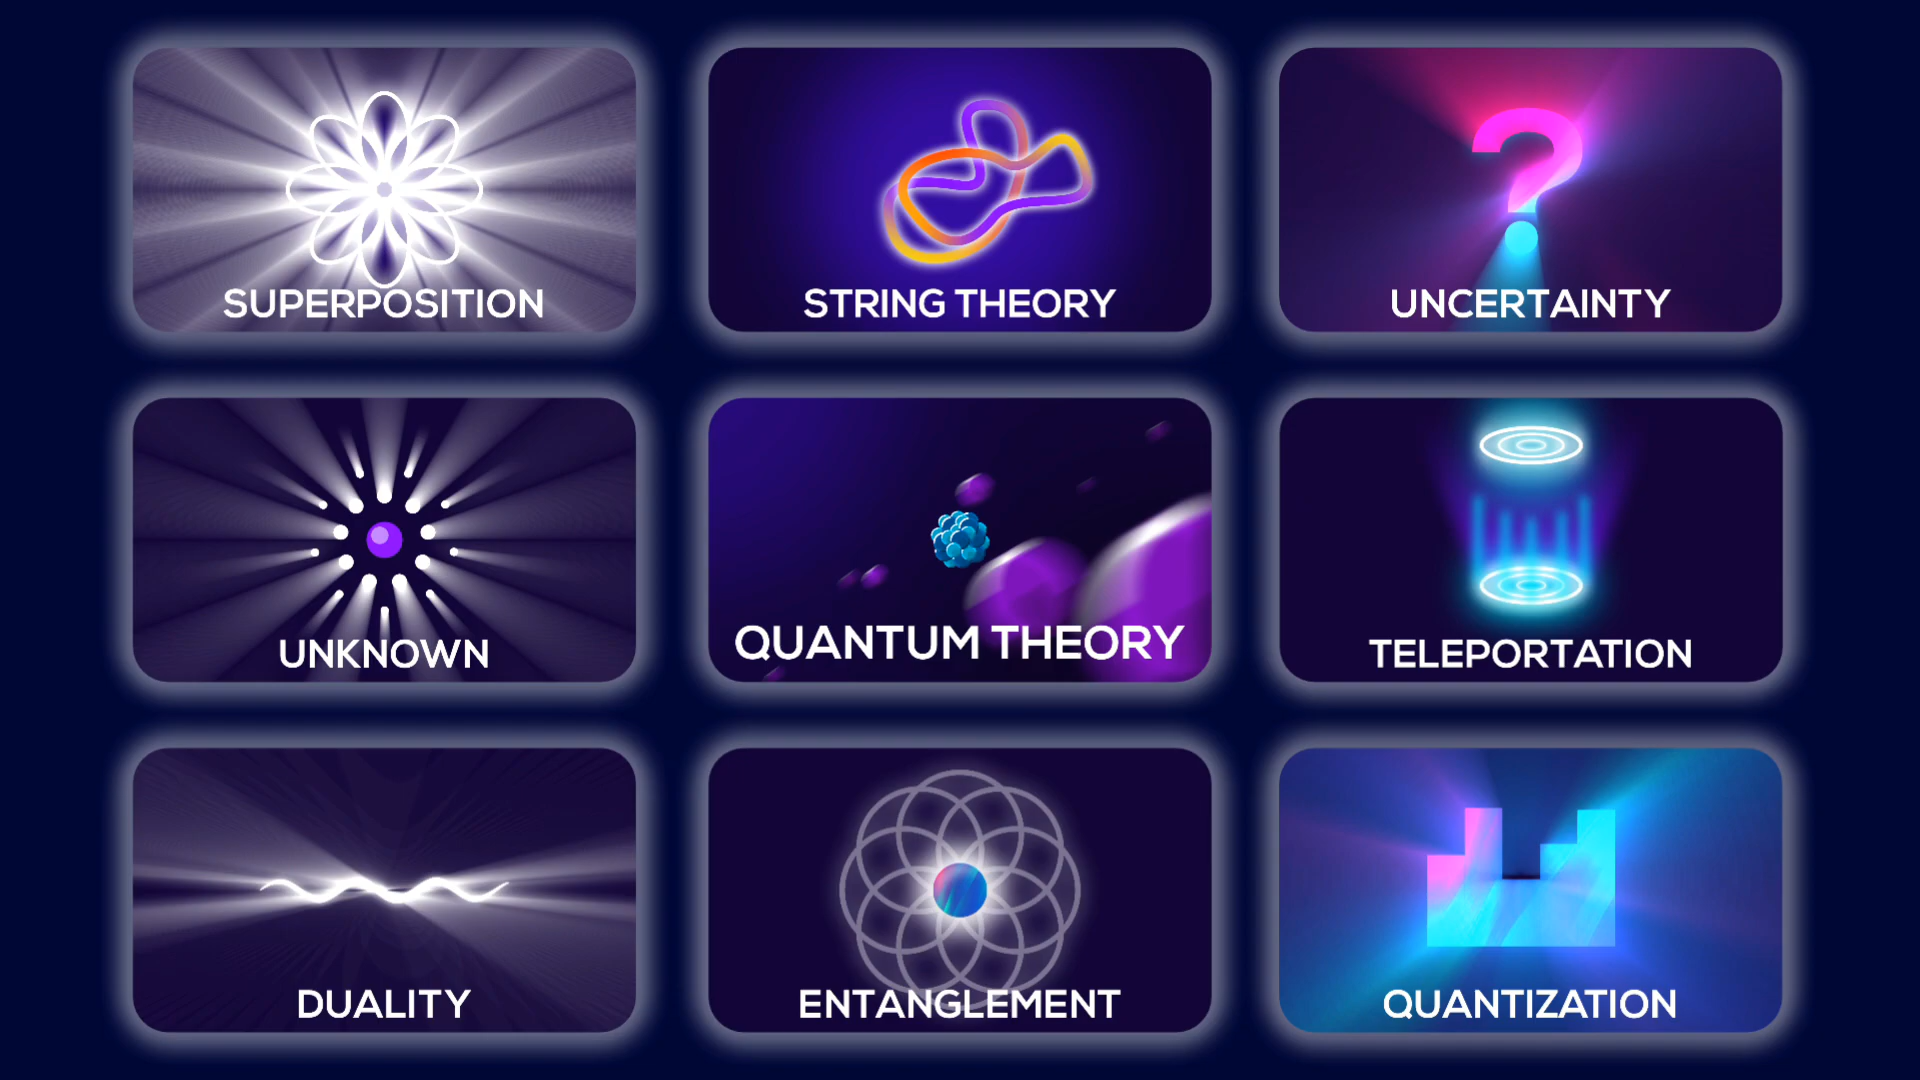 SUPERPOSITION
STRING THEORY
UNCERTAINTY
UNKNOWN
QUANTUM THEORY
TELEPORTATION
DUALITY
ENTANGLEMENT
QUANTIZATION